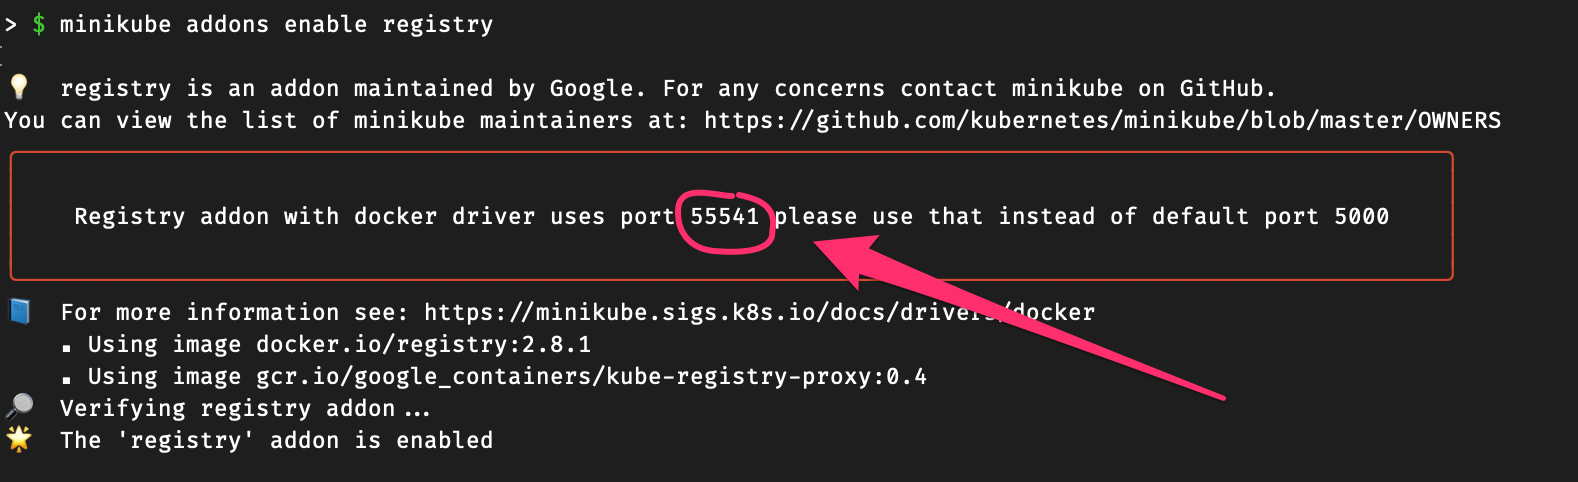 > $ minikube addons enable registry
💡 registry is an addon maintained by Google. For any concerns contact minikube on GitHub.
You can view the list of minikube maintainers at: https://github.com/kubernetes/minikube/blob/master/OWNERS
Registry addon with docker driver uses port 55541 please use that instead of default port 5000
📘 For more information see: https://minikube.sigs.k8s.io/docs/drivers/docker
▪ Using image docker.io/registry:2.8.1
▪ Using image gcr.io/google_containers/kube-registry-proxy:0.4
🔎 Verifying registry addon...
🌟 The 'registry' addon is enabled